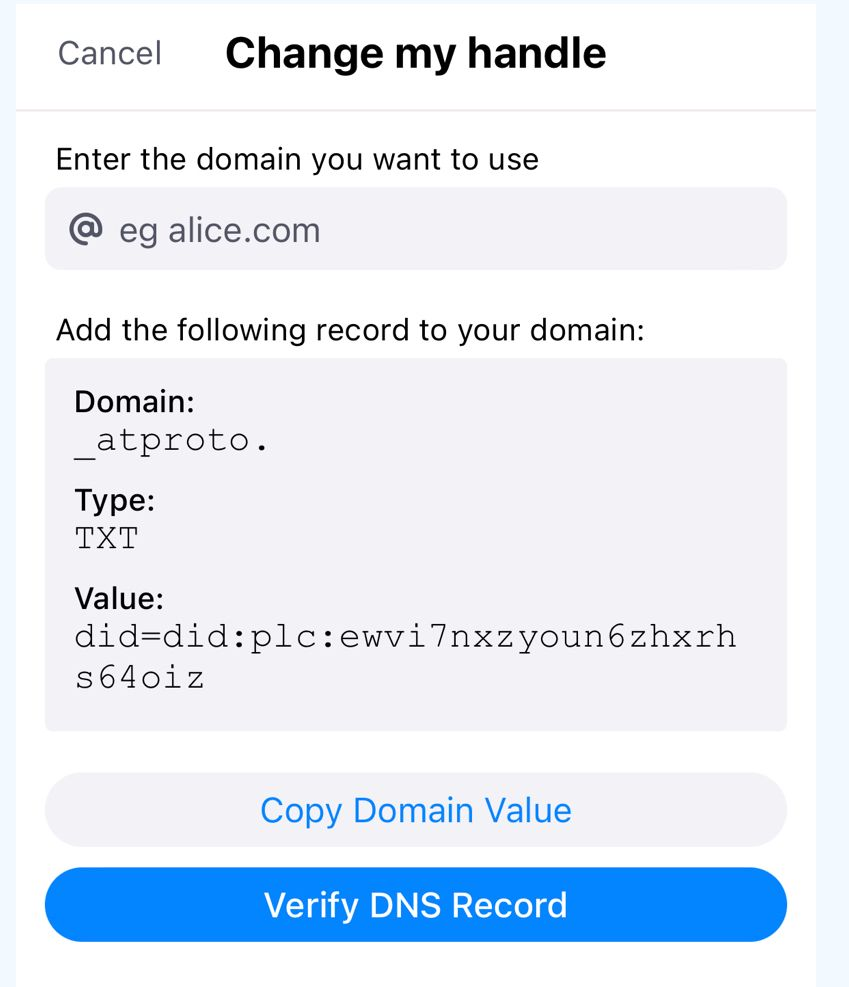 Cancel Change my handle
Enter the domain you want to use
@ eg alice.com
Add the following record to your domain:
Domain:
_atproto.
Type:
TXT
Value:
did=did:plc:ewvi7nxzyoun6zhxrh
s64oiz
Copy Domain Value
Verify DNS Record